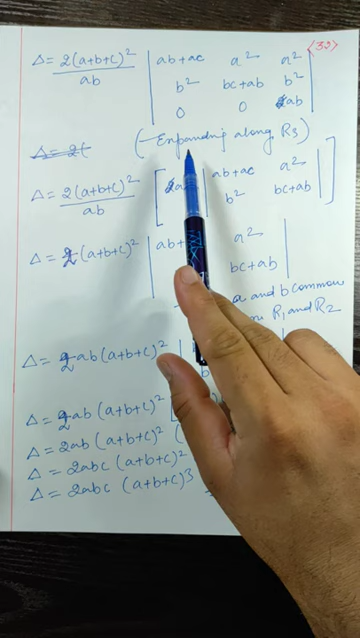 (39)
Δ = 2(a+b+c)² / ab | ab+ac a² a² |
| b² bc+ab b² |
| 0 0 ab |
(Expanding along R₃)
Δ = 2(a+b+c)² / ab [ | ab+ac a² | ]
b² bc+ab
Δ = 2(a+b+c)² | ab+ a² |
bc+ab
a and b common
R₁ and R₂
Δ = 2ab(a+b+c)² |
b
Δ = 2ab(a+b+c)² [
Δ = 2ab(a+b+c)² (
Δ = 2abc (a+b+c)²
Δ = 2abc (a+b+c)³